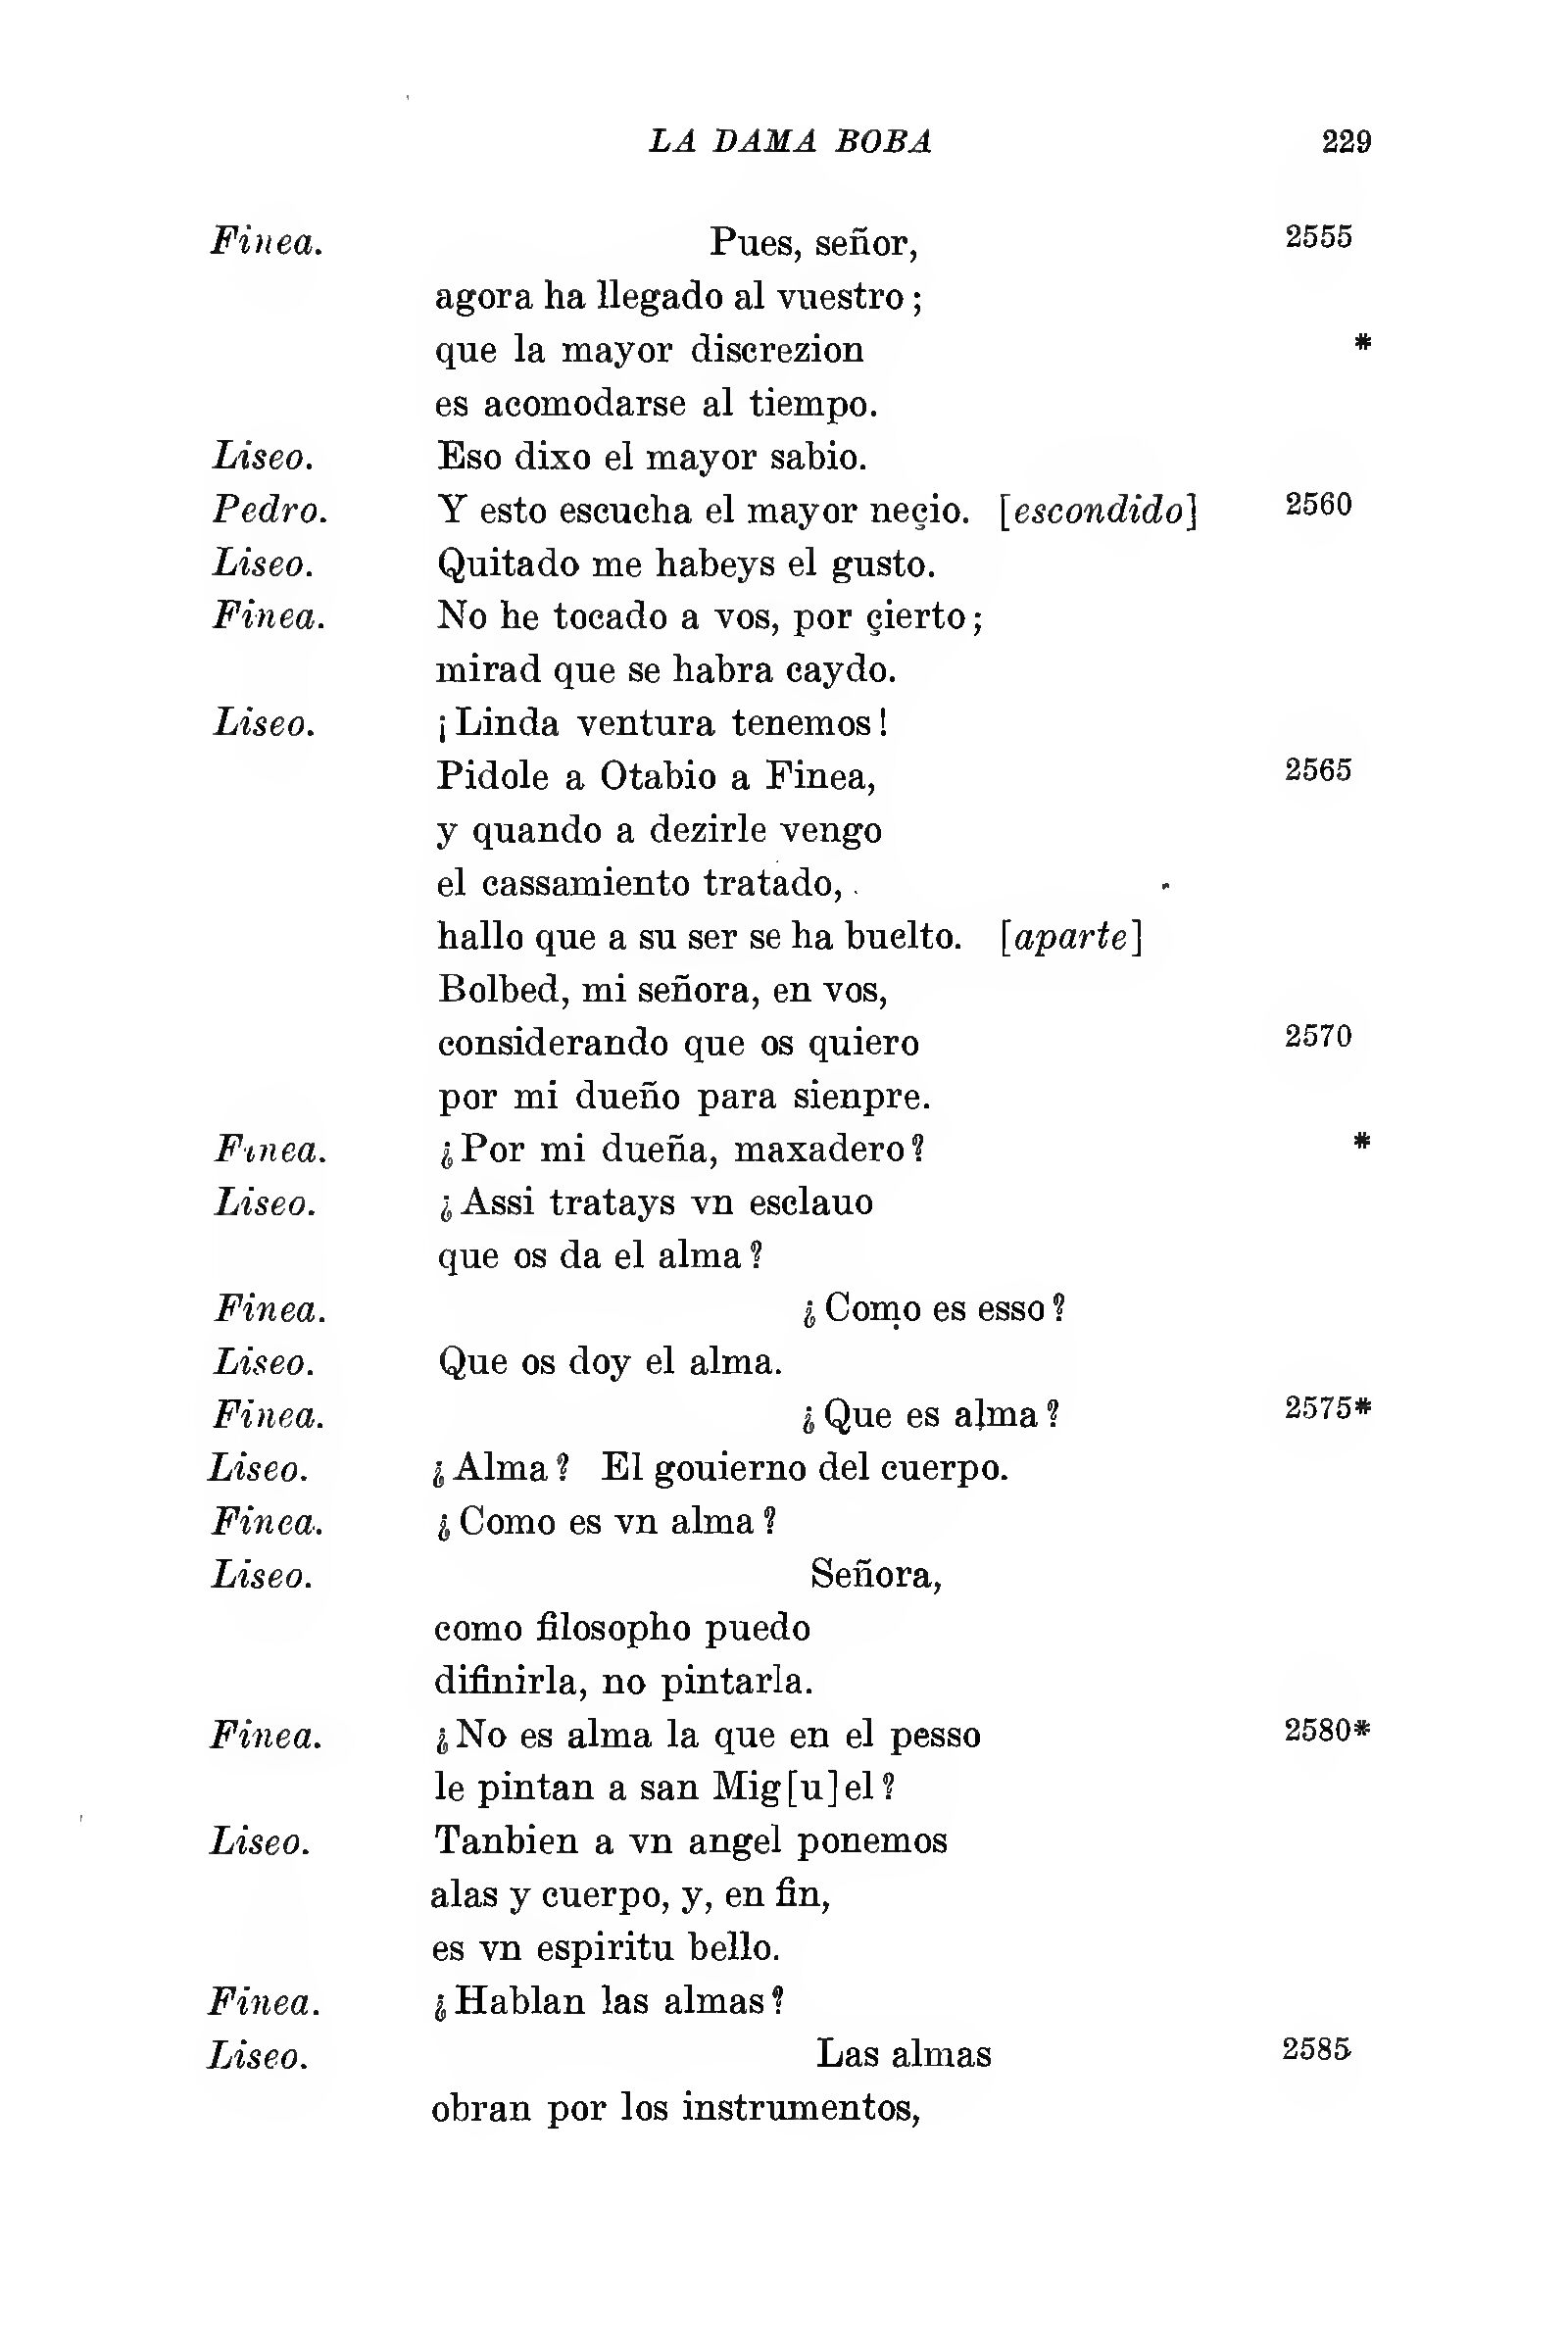 LA DAMA BOBA 229
Finea. Pues, señor, 2555
agora ha llegado al vuestro;
que la mayor discrezion *
es acomodarse al tiempo.
Liseo. Eso dixo el mayor sabio.
Pedro. Y esto escucha el mayor neçio. [escondido] 2560
Liseo. Quitado me habeys el gusto.
Finea. No he tocado a vos, por çierto;
mirad que se habra caydo.
Liseo. ¡Linda ventura tenemos!
Pidole a Otabio a Finea, 2565
y quando a dezirle vengo
el cassamiento tratado,
hallo que a su ser se ha buelto. [aparte]
Bolbed, mi señora, en vos,
considerando que os quiero 2570
por mi dueño para sienpre.
Finea. ¿Por mi dueña, maxadero? *
Liseo. ¿Assi tratays vn esclauo
que os da el alma?
Finea. ¿Como es esso?
Liseo. Que os doy el alma.
Finea. ¿Que es alma? 2575*
Liseo. ¿Alma? El gouierno del cuerpo.
Finea. ¿Como es vn alma?
Liseo. Señora,
como filosopho puedo
difinirla, no pintarla.
Finea. ¿No es alma la que en el pesso 2580*
le pintan a san Mig[u]el?
Liseo. Tanbien a vn angel ponemos
alas y cuerpo, y, en fin,
es vn espiritu bello.
Finea. ¿Hablan las almas?
Liseo. Las almas 2585
obran por los instrumentos,